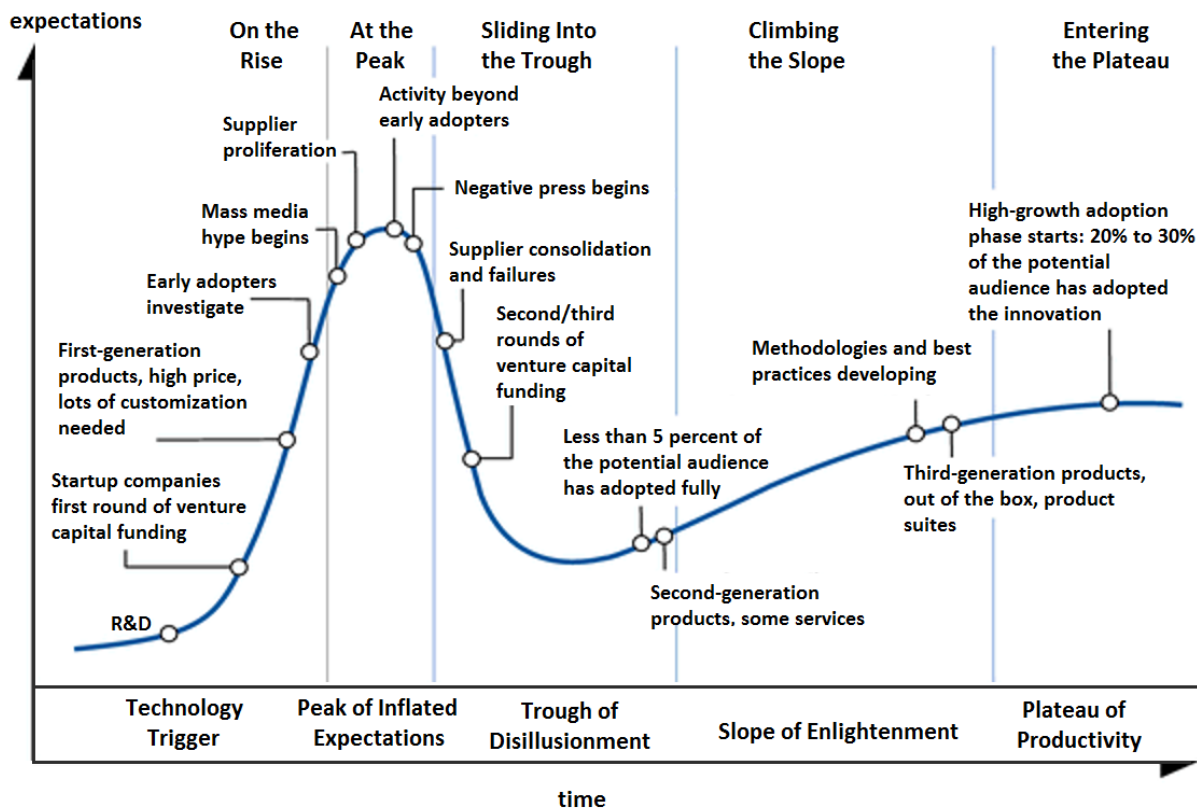 expectations
On the
Rise
At the
Peak
Sliding Into
the Trough
Climbing
the Slope
Entering
the Plateau
Activity beyond
early adopters
Supplier
proliferation
Negative press begins
Mass media
hype begins
High-growth adoption
phase starts: 20% to 30%
of the potential
audience has adopted
the innovation
Supplier consolidation
and failures
Early adopters
investigate
Second/third
rounds of
venture capital
funding
First-generation
products, high price,
lots of customization
needed
Methodologies and best
practices developing
Less than 5 percent of
the potential audience
has adopted fully
Third-generation products,
out of the box, product
suites
Startup companies
first round of venture
capital funding
Second-generation
products, some services
R&D
Technology
Trigger
Peak of Inflated
Expectations
Trough of
Disillusionment
Slope of Enlightenment
Plateau of
Productivity
time